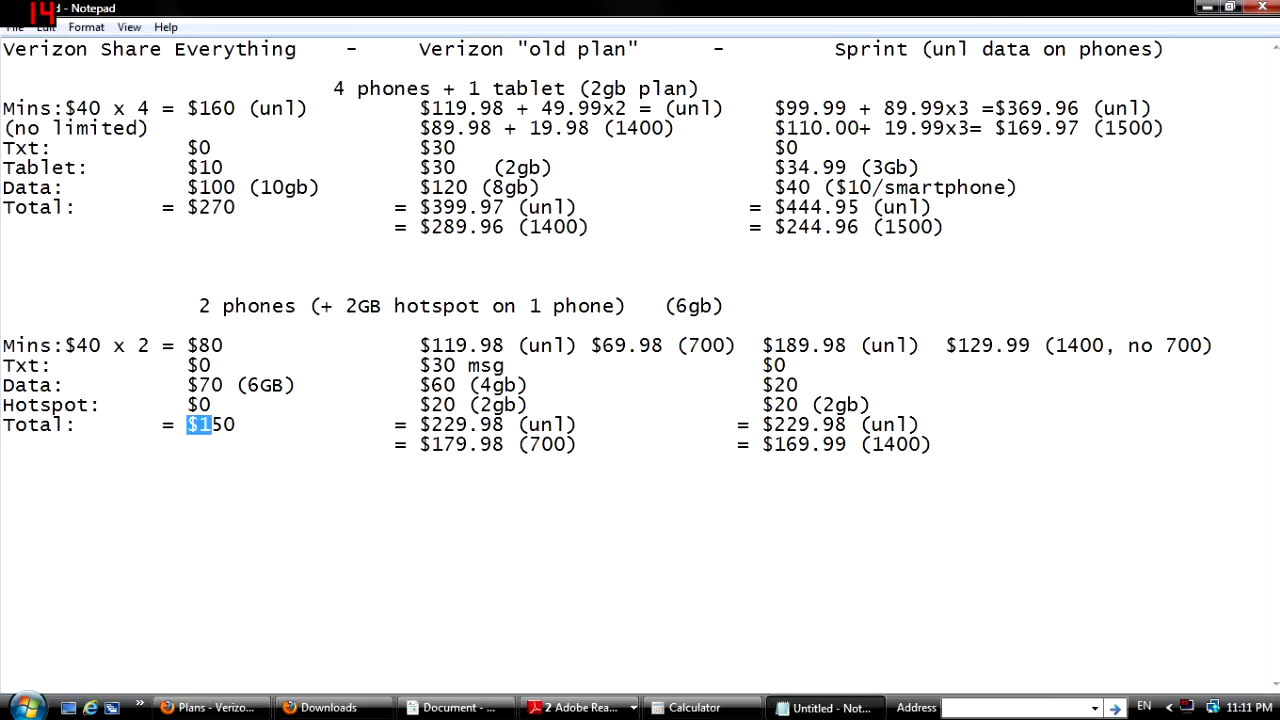 14
d - Notepad
File Edit Format View Help
Verizon Share Everything - Verizon "old plan" - Sprint (unl data on phones)
4 phones + 1 tablet (2gb plan)
Mins:$40 x 4 = $160 (unl) $119.98 + 49.99x2 = (unl) $99.99 + 89.99x3 =$369.96 (unl)
(no limited) $89.98 + 19.98 (1400) $110.00+ 19.99x3= $169.97 (1500)
Txt: $0 $30 $0
Tablet: $10 $30 (2gb) $34.99 (3Gb)
Data: $100 (10gb) $120 (8gb) $40 ($10/smartphone)
Total: = $270 = $399.97 (unl) = $444.95 (unl)
= $289.96 (1400) = $244.96 (1500)
2 phones (+ 2GB hotspot on 1 phone) (6gb)
Mins:$40 x 2 = $80 $119.98 (unl) $69.98 (700) $189.98 (unl) $129.99 (1400, no 700)
Txt: $0 $30 msg $0
Data: $70 (6GB) $60 (4gb) $20
Hotspot: $0 $20 (2gb) $20 (2gb)
Total: = $150 = $229.98 (unl) = $229.98 (unl)
= $179.98 (700) = $169.99 (1400)
Plans - Verizo... Downloads Document - ... 2 Adobe Rea... Calculator Untitled - Not... Address EN 11:11 PM